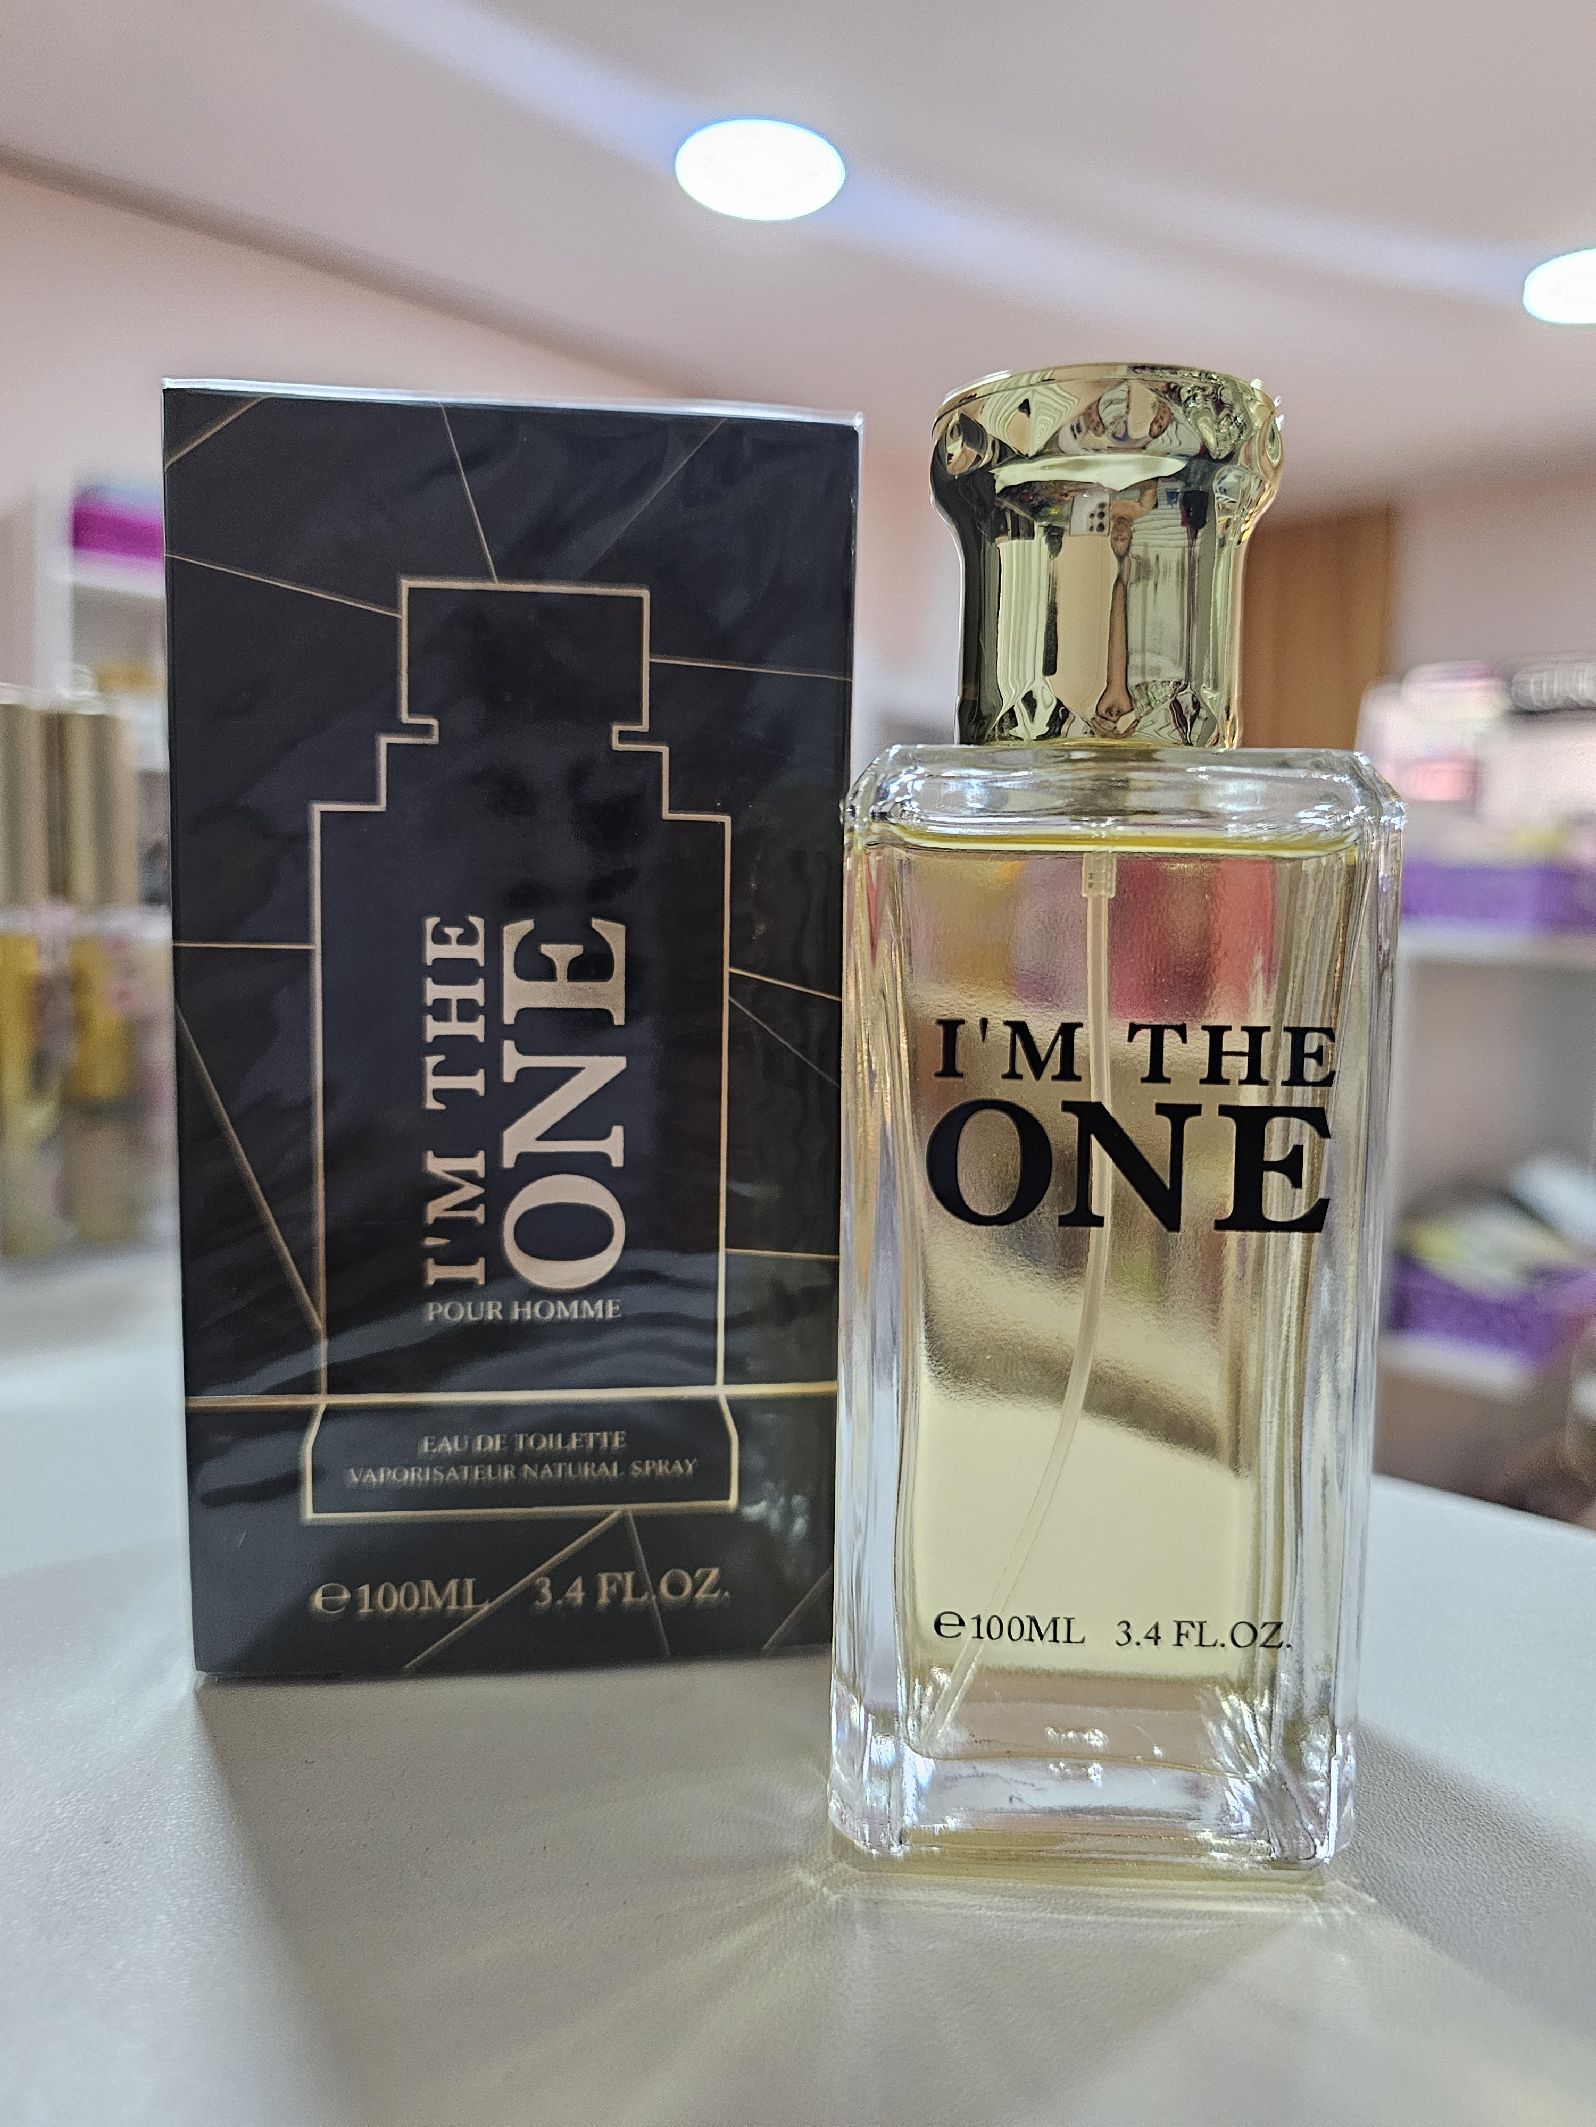 I'M THE
ONE
POUR HOMME
EAU DE TOILETTE
VAPORISATEUR NATURAL SPRAY
℮100ML 3.4 FL.OZ.
I'M THE
ONE
℮100ML 3.4 FL.OZ.